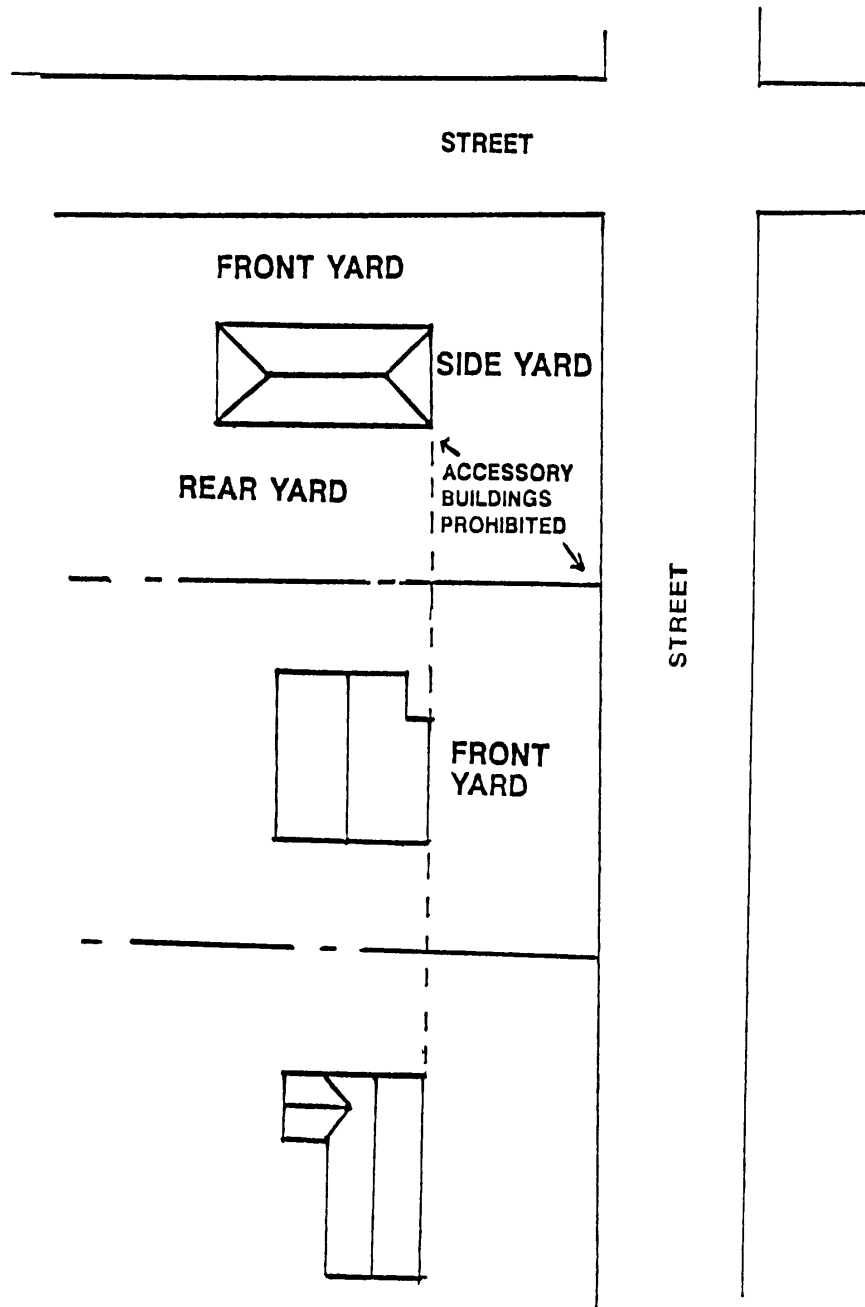 STREET
FRONT YARD
SIDE YARD
ACCESSORY
BUILDINGS
PROHIBITED
REAR YARD
STREET
FRONT
YARD